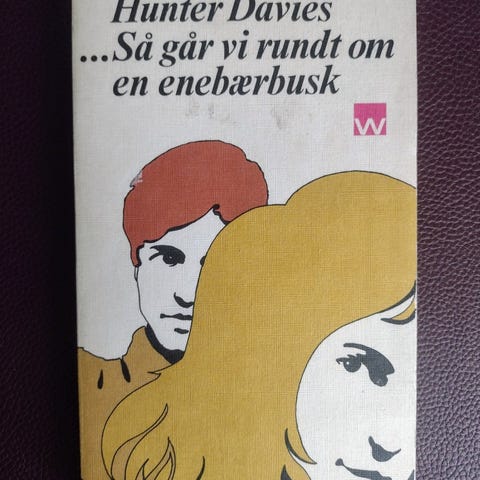 Hunter Davies
...Så går vi rundt om
en enebærbusk
W